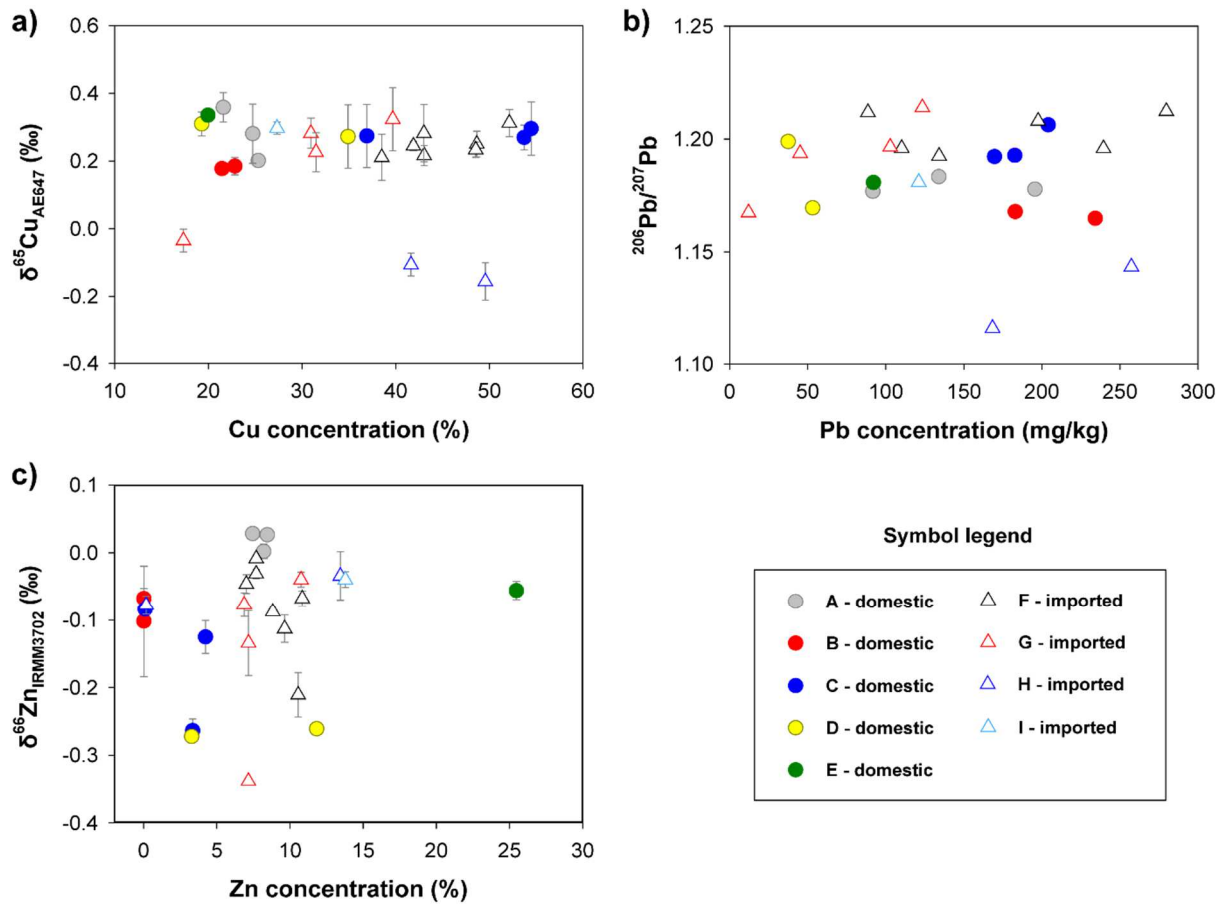 a)
0.6
0.4
0.2
0.0
-0.2
-0.4
δ⁶⁵Cu_AE647 (‰)
10 20 30 40 50 60
Cu concentration (%)
b)
1.25
1.20
1.15
1.10
²⁰⁶Pb/²⁰⁷Pb
0 50 100 150 200 250 300
Pb concentration (mg/kg)
c)
0.1
0.0
-0.1
-0.2
-0.3
-0.4
δ⁶⁶Zn_IRMM3702 (‰)
0 5 10 15 20 25 30
Zn concentration (%)
Symbol legend
A - domestic
B - domestic
C - domestic
D - domestic
E - domestic
F - imported
G - imported
H - imported
I - imported